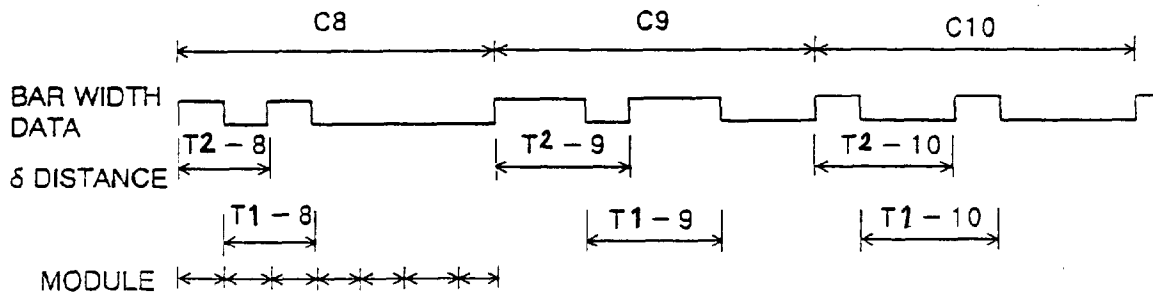 C8 C9 C10
BAR WIDTH
DATA
T2 – 8 T2 – 9 T2 – 10
δ DISTANCE
T1 – 8 T1 – 9 T1 – 10
MODULE